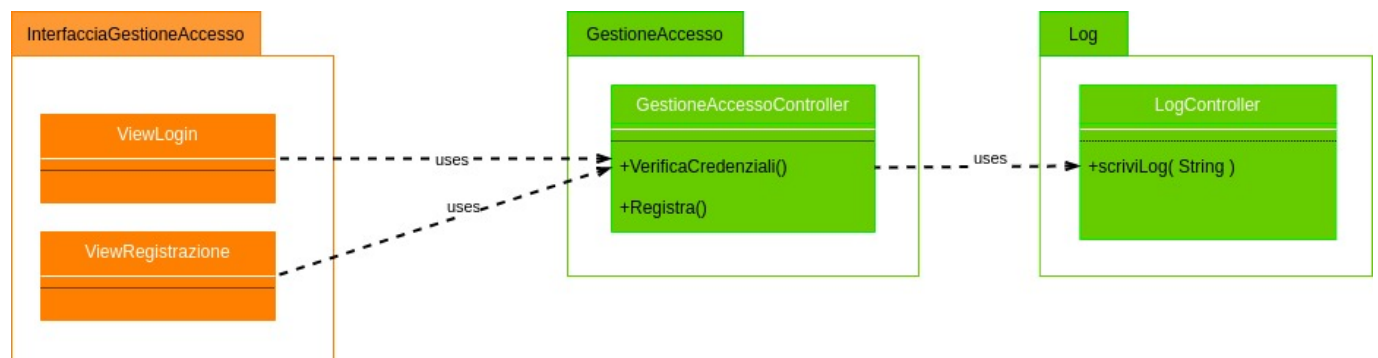 InterfacciaGestioneAccesso
ViewLogin
ViewRegistrazione
uses
uses
GestioneAccesso
GestioneAccessoController
+VerificaCredenziali()
+Registra()
uses
Log
LogController
+scriviLog( String )